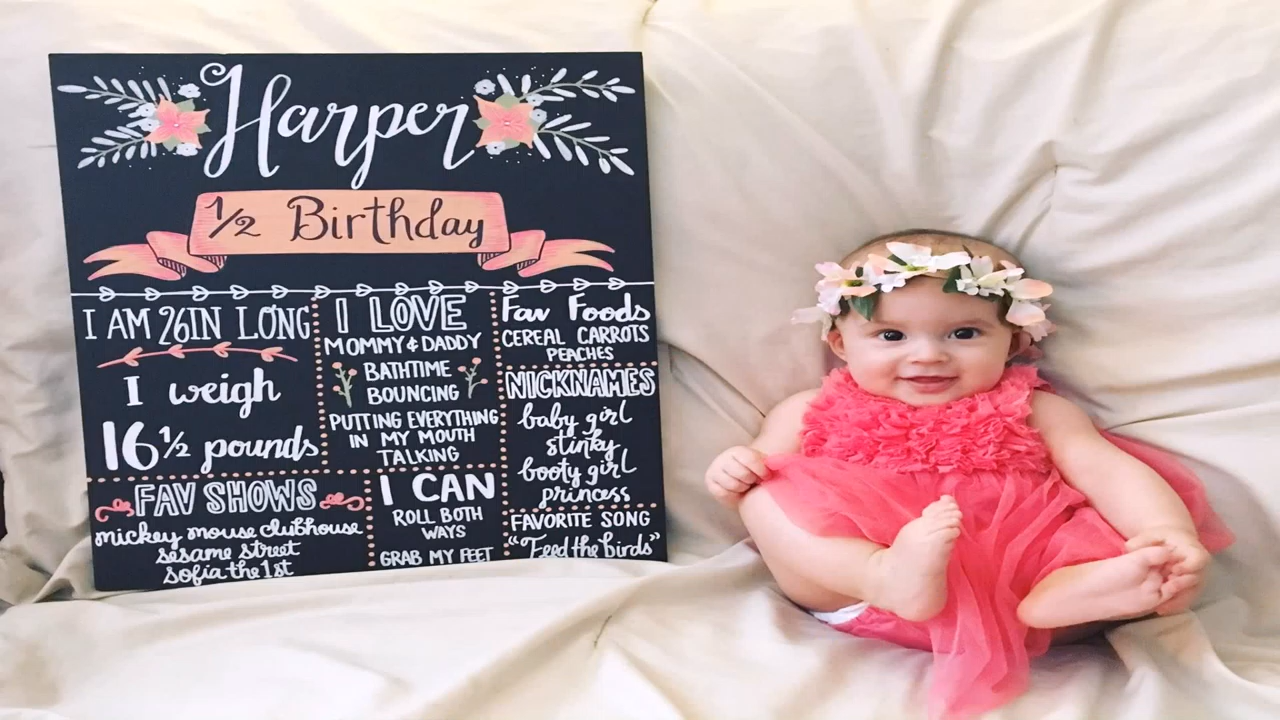 Harper
1/2 Birthday
I AM 26IN LONG
I weigh
16 1/2 pounds
FAV SHOWS
mickey mouse clubhouse
sesame street
sofia the 1st
I LOVE
MOMMY & DADDY
BATHTIME
BOUNCING
PUTTING EVERYTHING
IN MY MOUTH
TALKING
I CAN
ROLL BOTH
WAYS
GRAB MY FEET
Fav Foods
CEREAL CARROTS
PEACHES
NICKNAMES
baby girl
stinky
booty girl
princess
FAVORITE SONG
"Feed the birds"